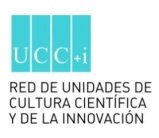 UCC+i
RED DE UNIDADES DE
CULTURA CIENTÍFICA
Y DE LA INNOVACIÓN